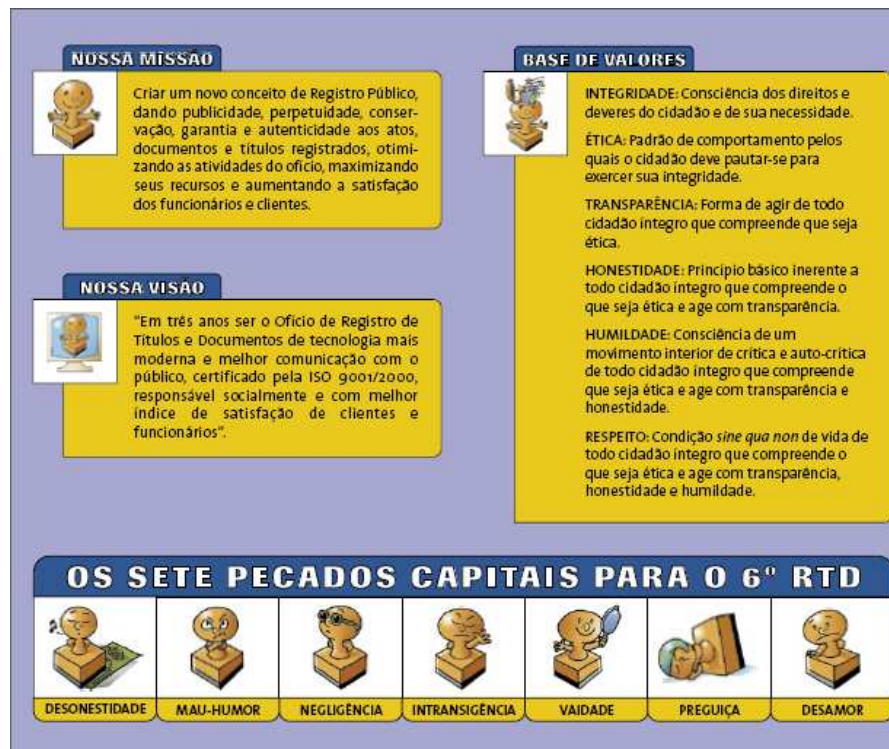 NOSSA MISSÃO
Criar um novo conceito de Registro Público,
dando publicidade, perpetuidade, conser-
vação, garantia e autenticidade aos atos,
documentos e títulos registrados, otimi-
zando as atividades do ofício, maximizando
seus recursos e aumentando a satisfação
dos funcionários e clientes.
NOSSA VISÃO
"Em três anos ser o Ofício de Registro de
Títulos e Documentos de tecnologia mais
moderna e melhor comunicação com o
público, certificado pela ISO 9001/2000,
responsável socialmente e com melhor
índice de satisfação de clientes e
funcionários".
BASE DE VALORES
INTEGRIDADE: Consciência dos direitos e
deveres do cidadão e de sua necessidade.
ÉTICA: Padrão de comportamento pelos
quais o cidadão deve pautar-se para
exercer sua integridade.
TRANSPARÊNCIA: Forma de agir de todo
cidadão íntegro que compreende que seja
ética.
HONESTIDADE: Princípio básico inerente a
todo cidadão íntegro que compreende o
que seja ética e age com transparência.
HUMILDADE: Consciência de um
movimento interior de crítica e auto-crítica
de todo cidadão íntegro que compreende
que seja ética e age com transparência e
honestidade.
RESPEITO: Condição sine qua non de vida de
todo cidadão íntegro que compreende o
que seja ética e age com transparência,
honestidade e humildade.
OS SETE PECADOS CAPITAIS PARA O 6º RTD
DESONESTIDADE
MAU-HUMOR
NEGLIGÊNCIA
INTRANSIGÊNCIA
VAIDADE
PREGUIÇA
DESAMOR